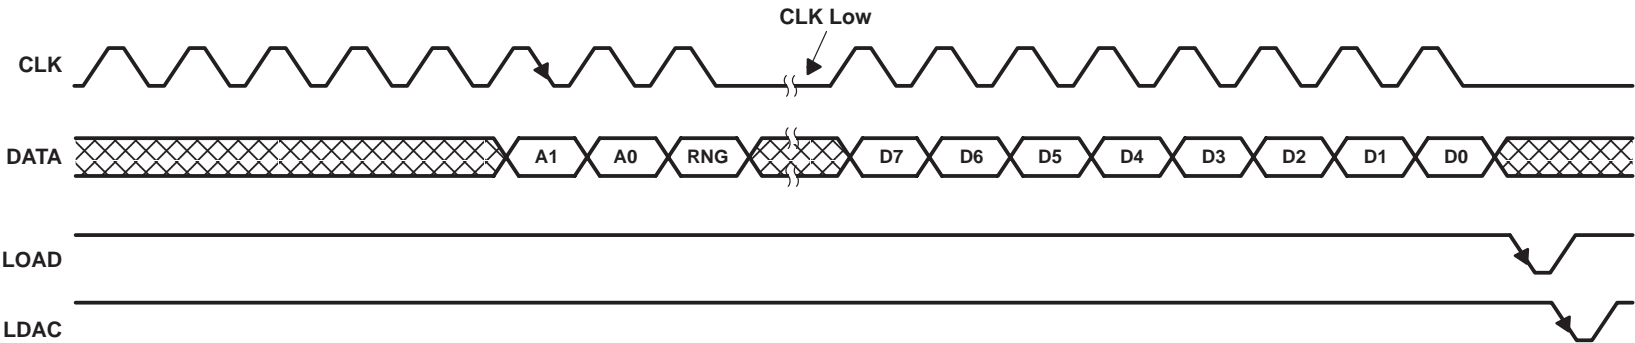 CLK Low
CLK
DATA
A1 A0 RNG D7 D6 D5 D4 D3 D2 D1 D0
LOAD
LDAC